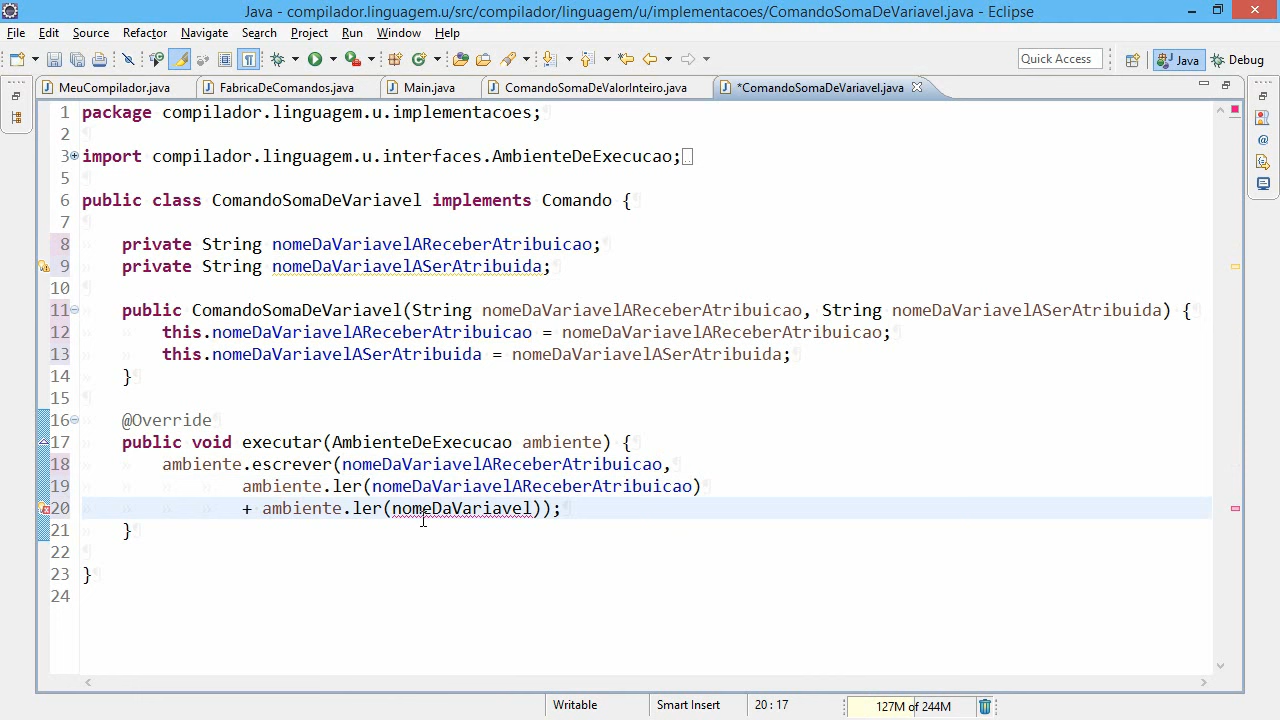 Java - compilador.linguagem.u/src/compilador/linguagem/u/implementacoes/ComandoSomaDeVariavel.java - Eclipse
File Edit Source Refactor Navigate Search Project Run Window Help
Quick Access Java Debug
MeuCompilador.java FabricaDeComandos.java Main.java ComandoSomaDeValorInteiro.java *ComandoSomaDeVariavel.java
1 package compilador.linguagem.u.implementacoes;
2
3 import compilador.linguagem.u.interfaces.AmbienteDeExecucao;
5
6 public class ComandoSomaDeVariavel implements Comando {
7
8 private String nomeDaVariavelAReceberAtribuicao;
9 private String nomeDaVariavelASerAtribuida;
10
11 public ComandoSomaDeVariavel(String nomeDaVariavelAReceberAtribuicao, String nomeDaVariavelASerAtribuida) {
12 this.nomeDaVariavelAReceberAtribuicao = nomeDaVariavelAReceberAtribuicao;
13 this.nomeDaVariavelASerAtribuida = nomeDaVariavelASerAtribuida;
14 }
15
16 @Override
17 public void executar(AmbienteDeExecucao ambiente) {
18 ambiente.escrever(nomeDaVariavelAReceberAtribuicao,
19 ambiente.ler(nomeDaVariavelAReceberAtribuicao)
20 + ambiente.ler(nomeDaVariavel));
21 }
22
23 }
24
Writable Smart Insert 20 : 17 127M of 244M